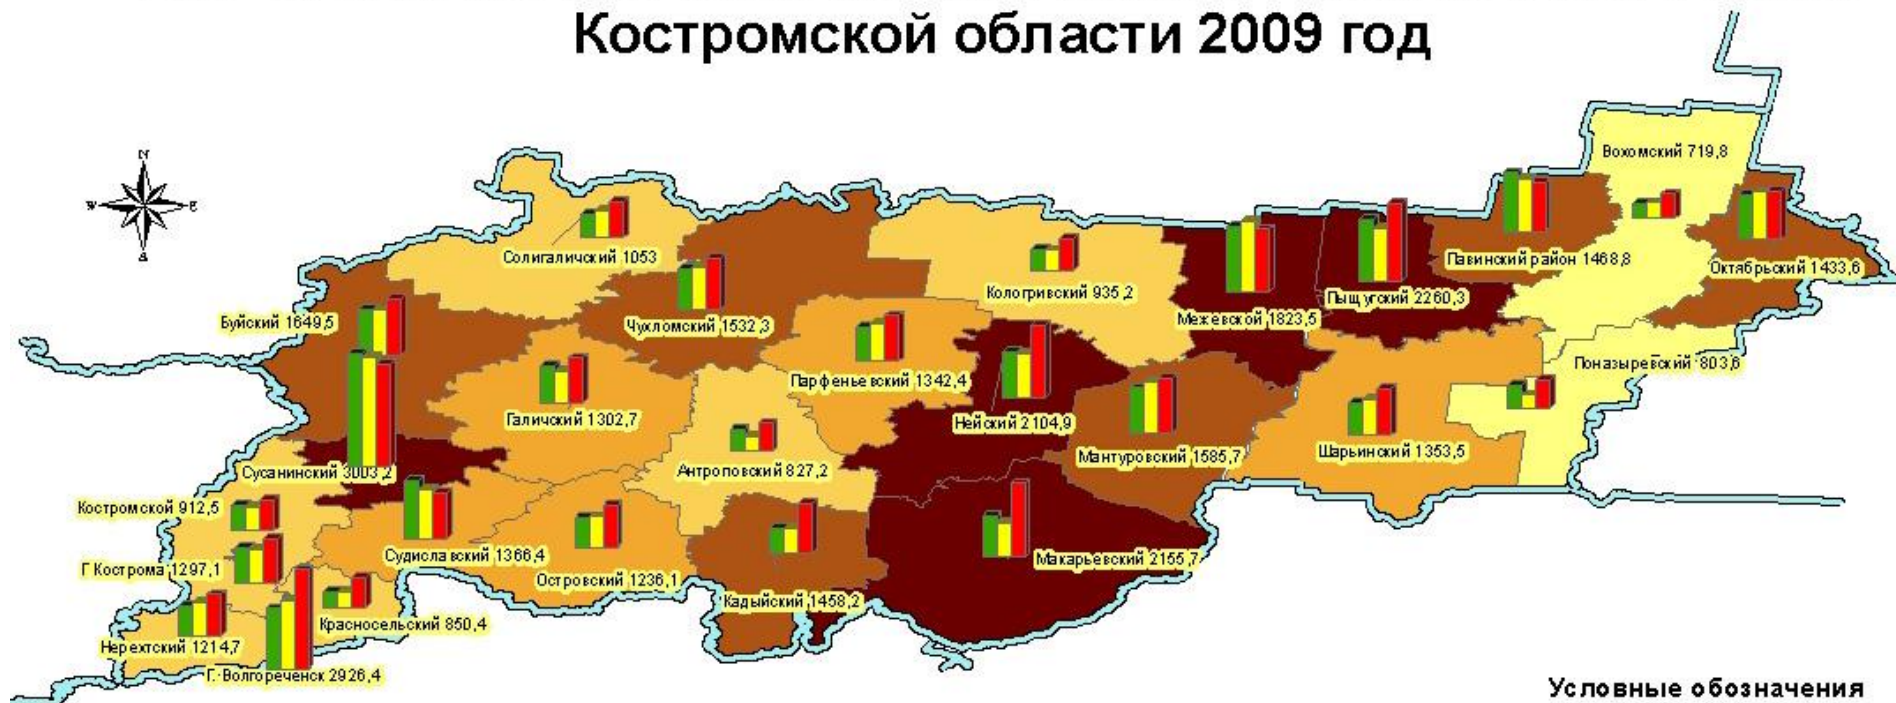 Костромской области 2009 год
N
W
E
Вохомский 719,8
Солигаличский 1053
Павинский район 1468,8
Октябрьский 1433,6
Кологривский 935,2
Пыщугский 2260,3
Буйский 1649,5
Чухломский 1532,3
Межевской 1823,5
Парфеньевский 1342,4
Поназыревский 803,6
Галичский 1302,7
Нейский 2104,9
Мантуровский 1585,7
Шарьинский 1353,5
Сусанинский 3003,2
Антроповский 827,2
Костромской 912,5
Судиславский 1366,4
Макарьевский 2155,7
Г Кострома 1297,1
Островский 1236,1
Кадыйский 1458,2
Красносельский 850,4
Нерехтский 1214,7
Г. Волгореченск 2926,4
Условные обозначения